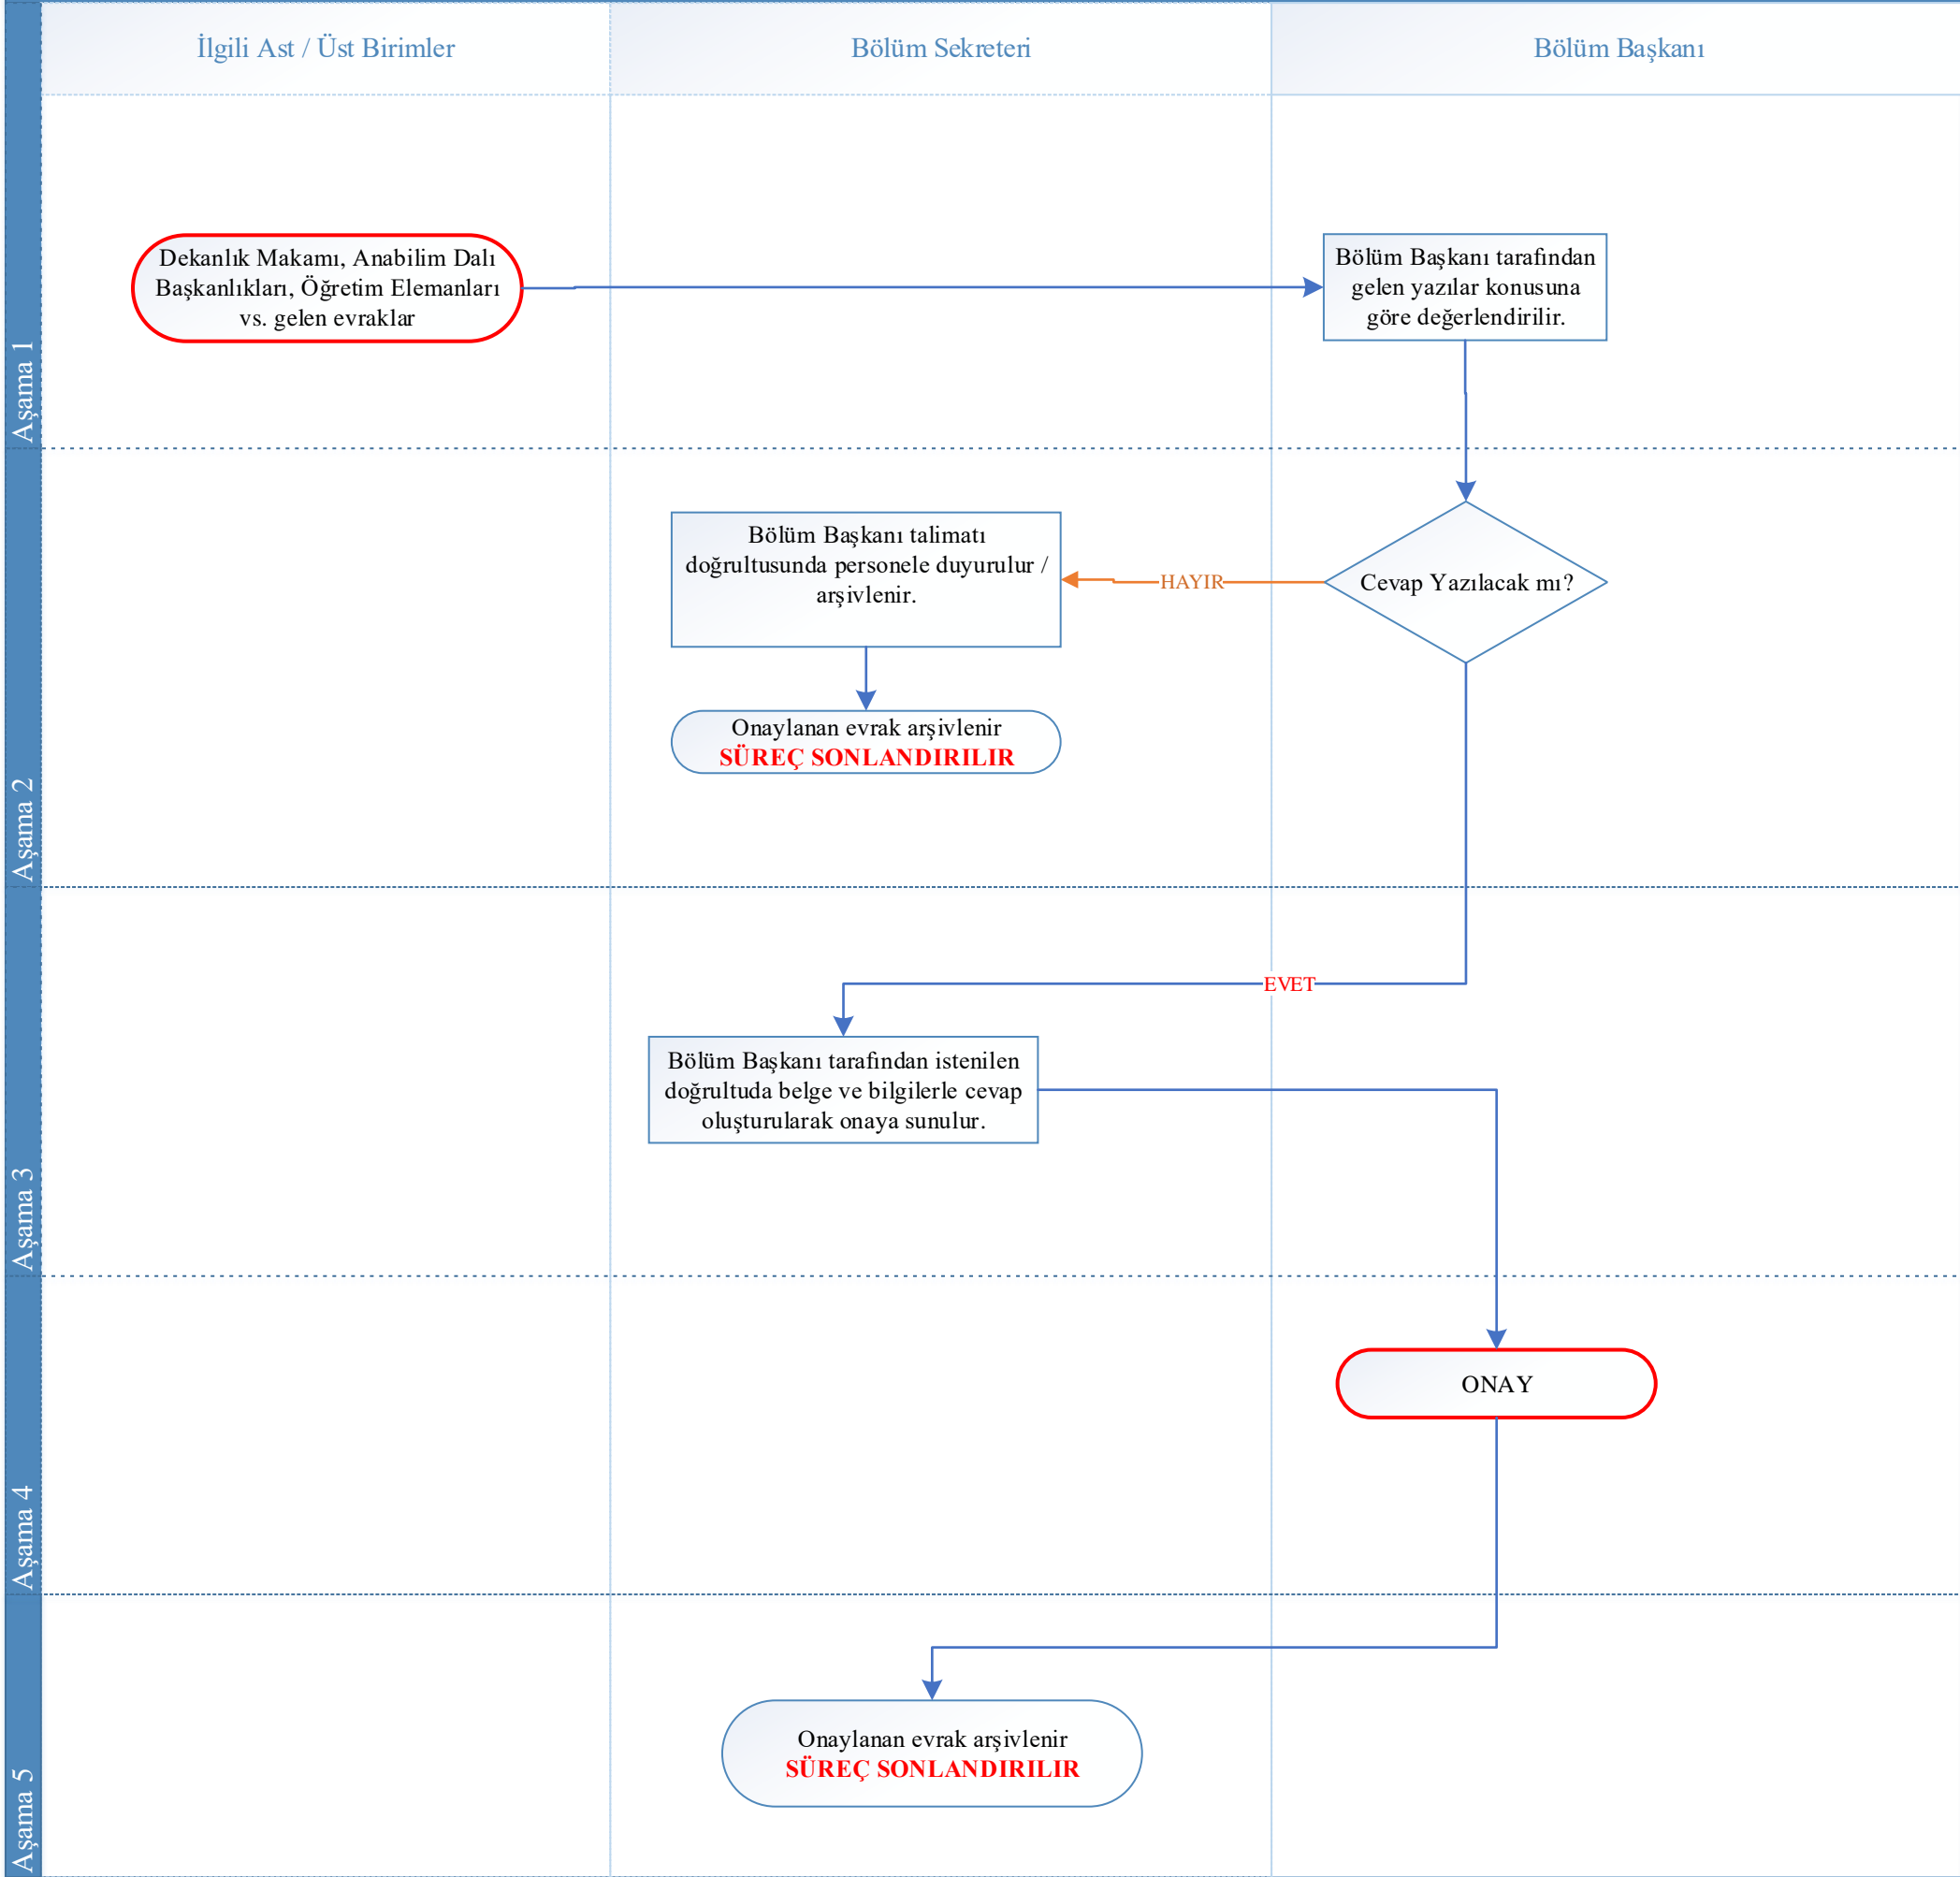 İlgili Ast / Üst Birimler
Bölüm Sekreteri
Bölüm Başkanı
Aşama 1
Dekanlık Makamı, Anabilim Dalı
Başkanlıkları, Öğretim Elemanları
vs. gelen evraklar
Bölüm Başkanı tarafından
gelen yazılar konusuna
göre değerlendirilir.
Aşama 2
Bölüm Başkanı talimatı
doğrultusunda personele duyurulur /
arşivlenir.
HAYIR
Cevap Yazılacak mı?
Onaylanan evrak arşivlenir
SÜREÇ SONLANDIRILIR
Aşama 3
EVET
Bölüm Başkanı tarafından istenilen
doğrultuda belge ve bilgilerle cevap
oluşturularak onaya sunulur.
Aşama 4
ONAY
Aşama 5
Onaylanan evrak arşivlenir
SÜREÇ SONLANDIRILIR